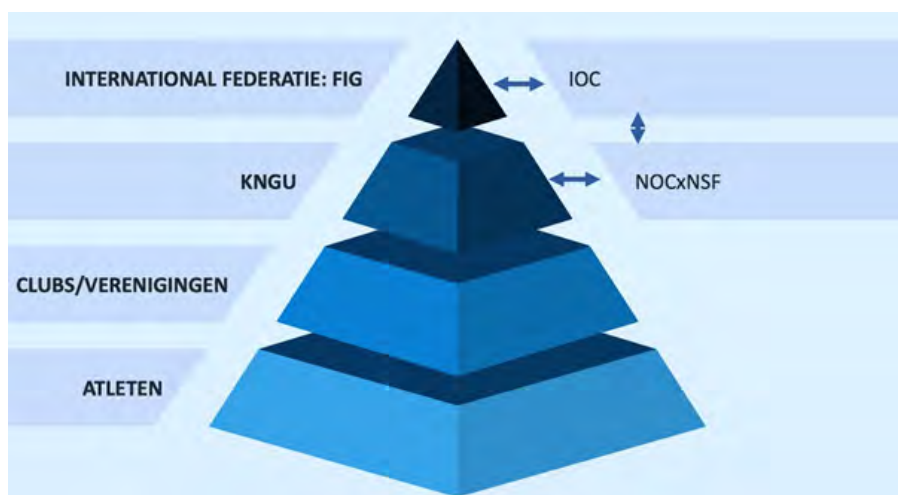 INTERNATIONAL FEDERATIE: FIG
IOC
KNGU
NOCxNSF
CLUBS/VERENIGINGEN
ATLETEN